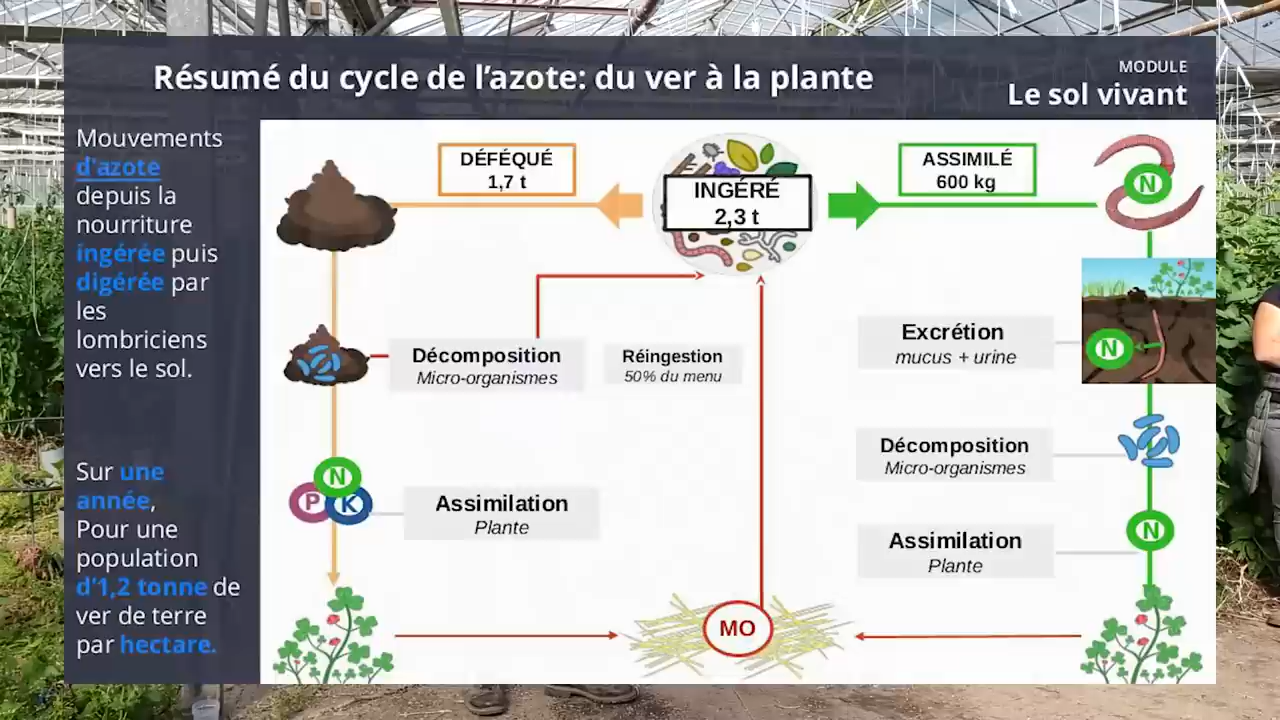 Résumé du cycle de l'azote: du ver à la plante
MODULE
Le sol vivant
Mouvements
d'azote
depuis la
nourriture
ingérée puis
digérée par
les
lombriciens
vers le sol.
Sur une
année,
Pour une
population
d'1,2 tonne de
ver de terre
par hectare.
DÉFÉQUÉ
1,7 t
INGÉRÉ
2,3 t
ASSIMILÉ
600 kg
N
Décomposition
Micro-organismes
Réingestion
50% du menu
Excrétion
mucus + urine
N
Décomposition
Micro-organismes
N
P
K
Assimilation
Plante
Assimilation
Plante
N
MO